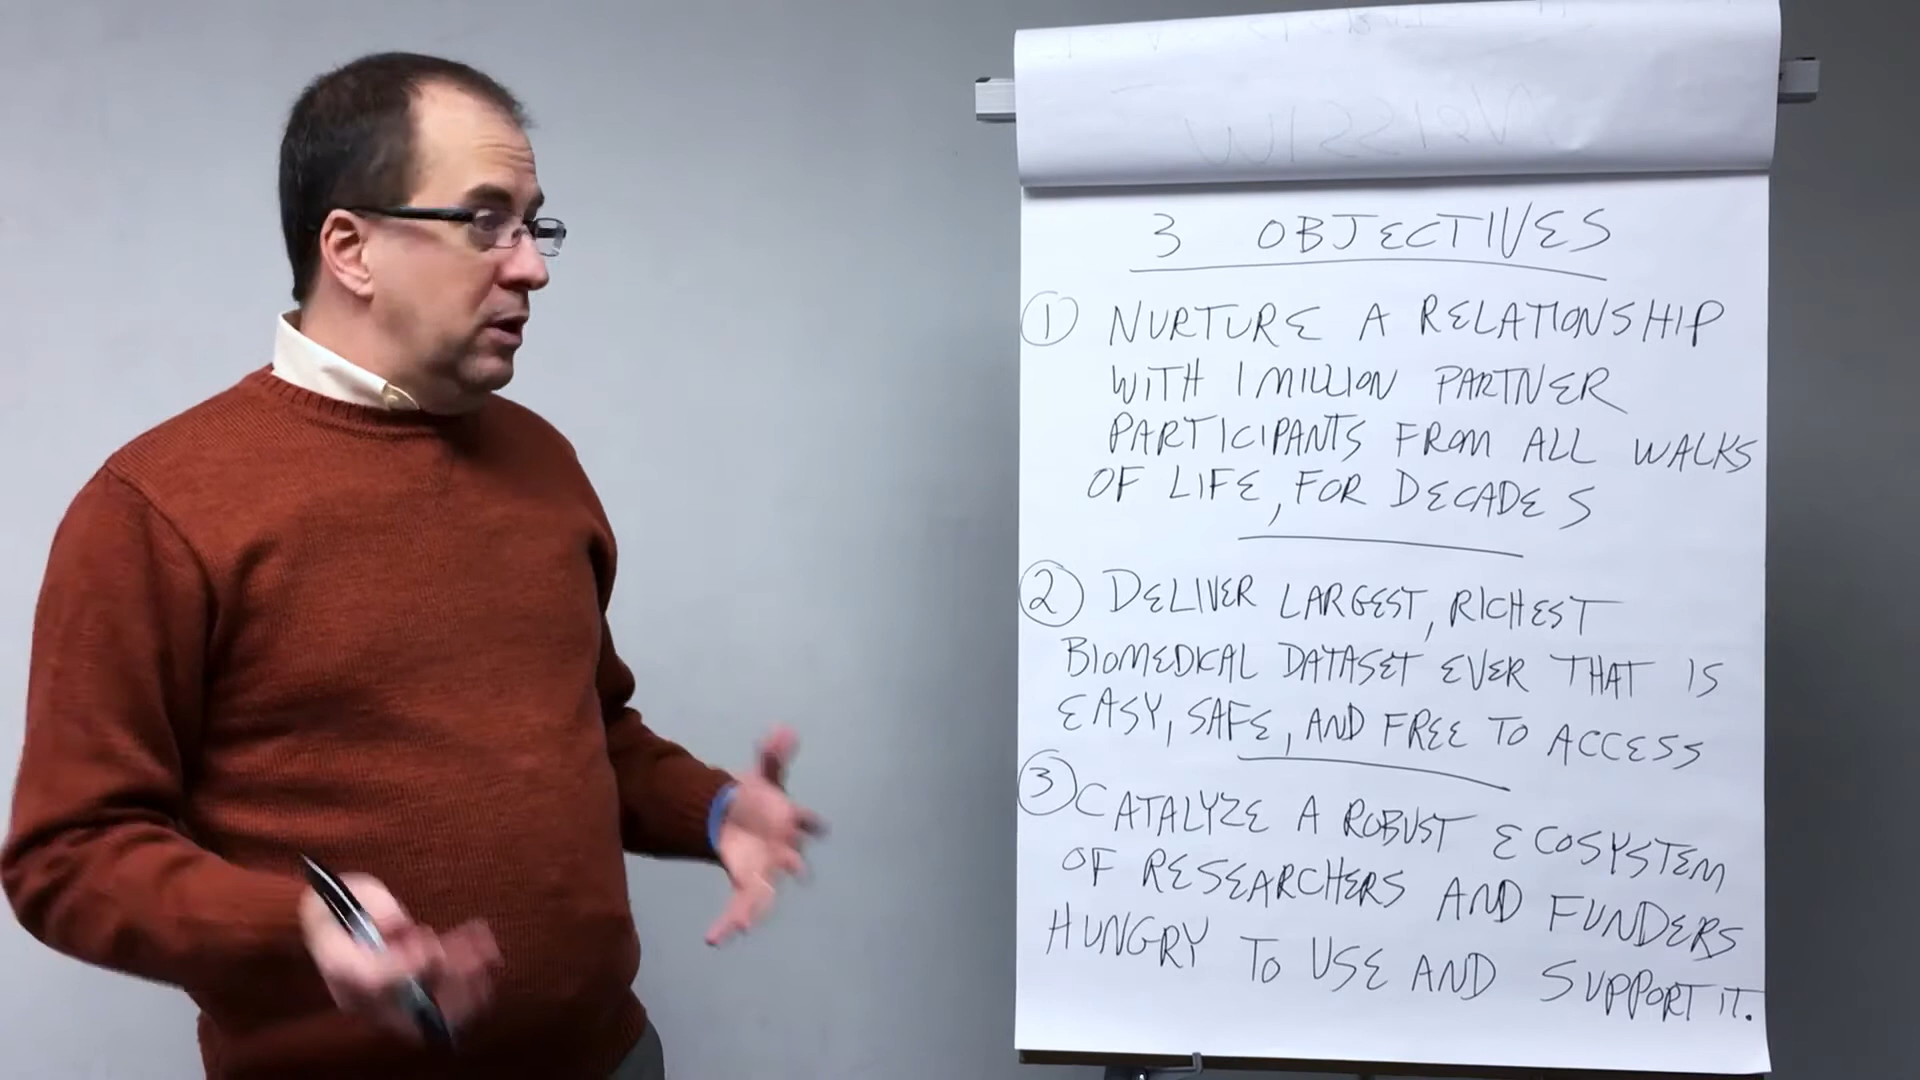 3 OBJECTIVES
① NURTURE A RELATIONSHIP
WITH 1 MILLION PARTNER
PARTICIPANTS FROM ALL WALKS
OF LIFE, FOR DECADES
② DELIVER LARGEST, RICHEST
BIOMEDICAL DATASET EVER THAT IS
EASY, SAFE, AND FREE TO ACCESS
③ CATALYZE A ROBUST ECOSYSTEM
OF RESEARCHERS AND FUNDERS
HUNGRY TO USE AND SUPPORT IT.